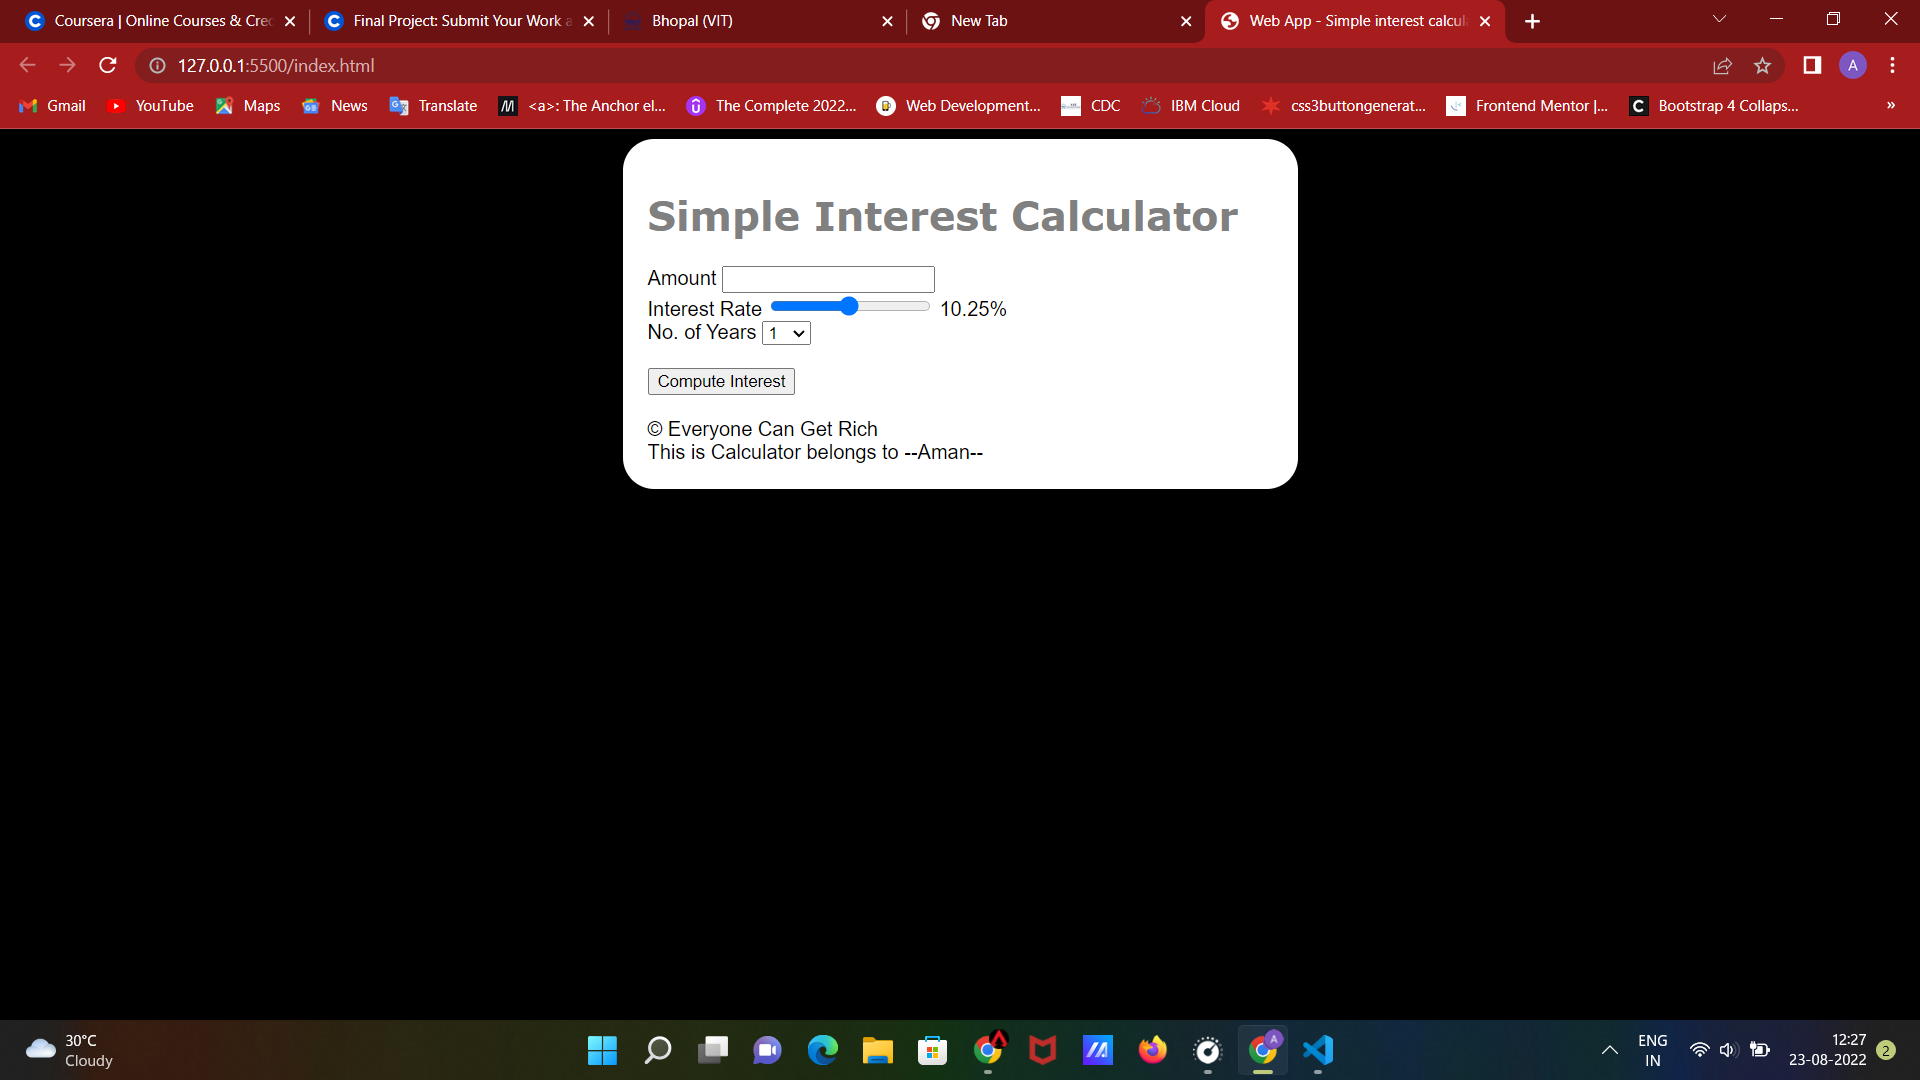 Coursera | Online Courses & Crec
Final Project: Submit Your Work a
Bhopal (VIT)
New Tab
Web App - Simple interest calcul
127.0.0.1:5500/index.html
A
Gmail
YouTube
Maps
News
Translate
<a>: The Anchor el...
The Complete 2022...
Web Development...
CDC
IBM Cloud
css3buttongenerat...
Frontend Mentor |...
Bootstrap 4 Collaps...
»
Simple Interest Calculator
Amount
Interest Rate 10.25%
No. of Years 1
Compute Interest
© Everyone Can Get Rich
This is Calculator belongs to --Aman--
30°C
Cloudy
A
ENG
IN
12:27
23-08-2022
2